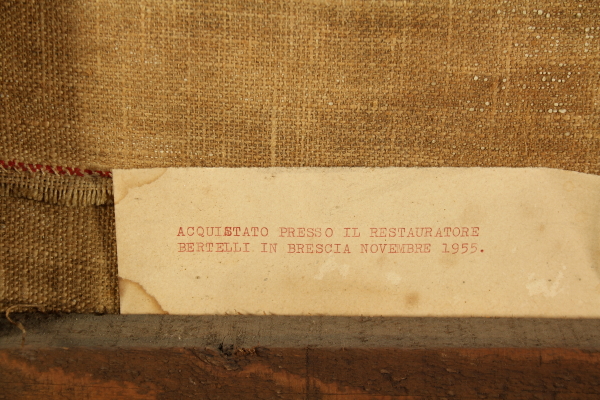 ACQUISTATO PRESSO IL RESTAURATORE
BERTELLI IN BRESCIA NOVEMBRE 1955.